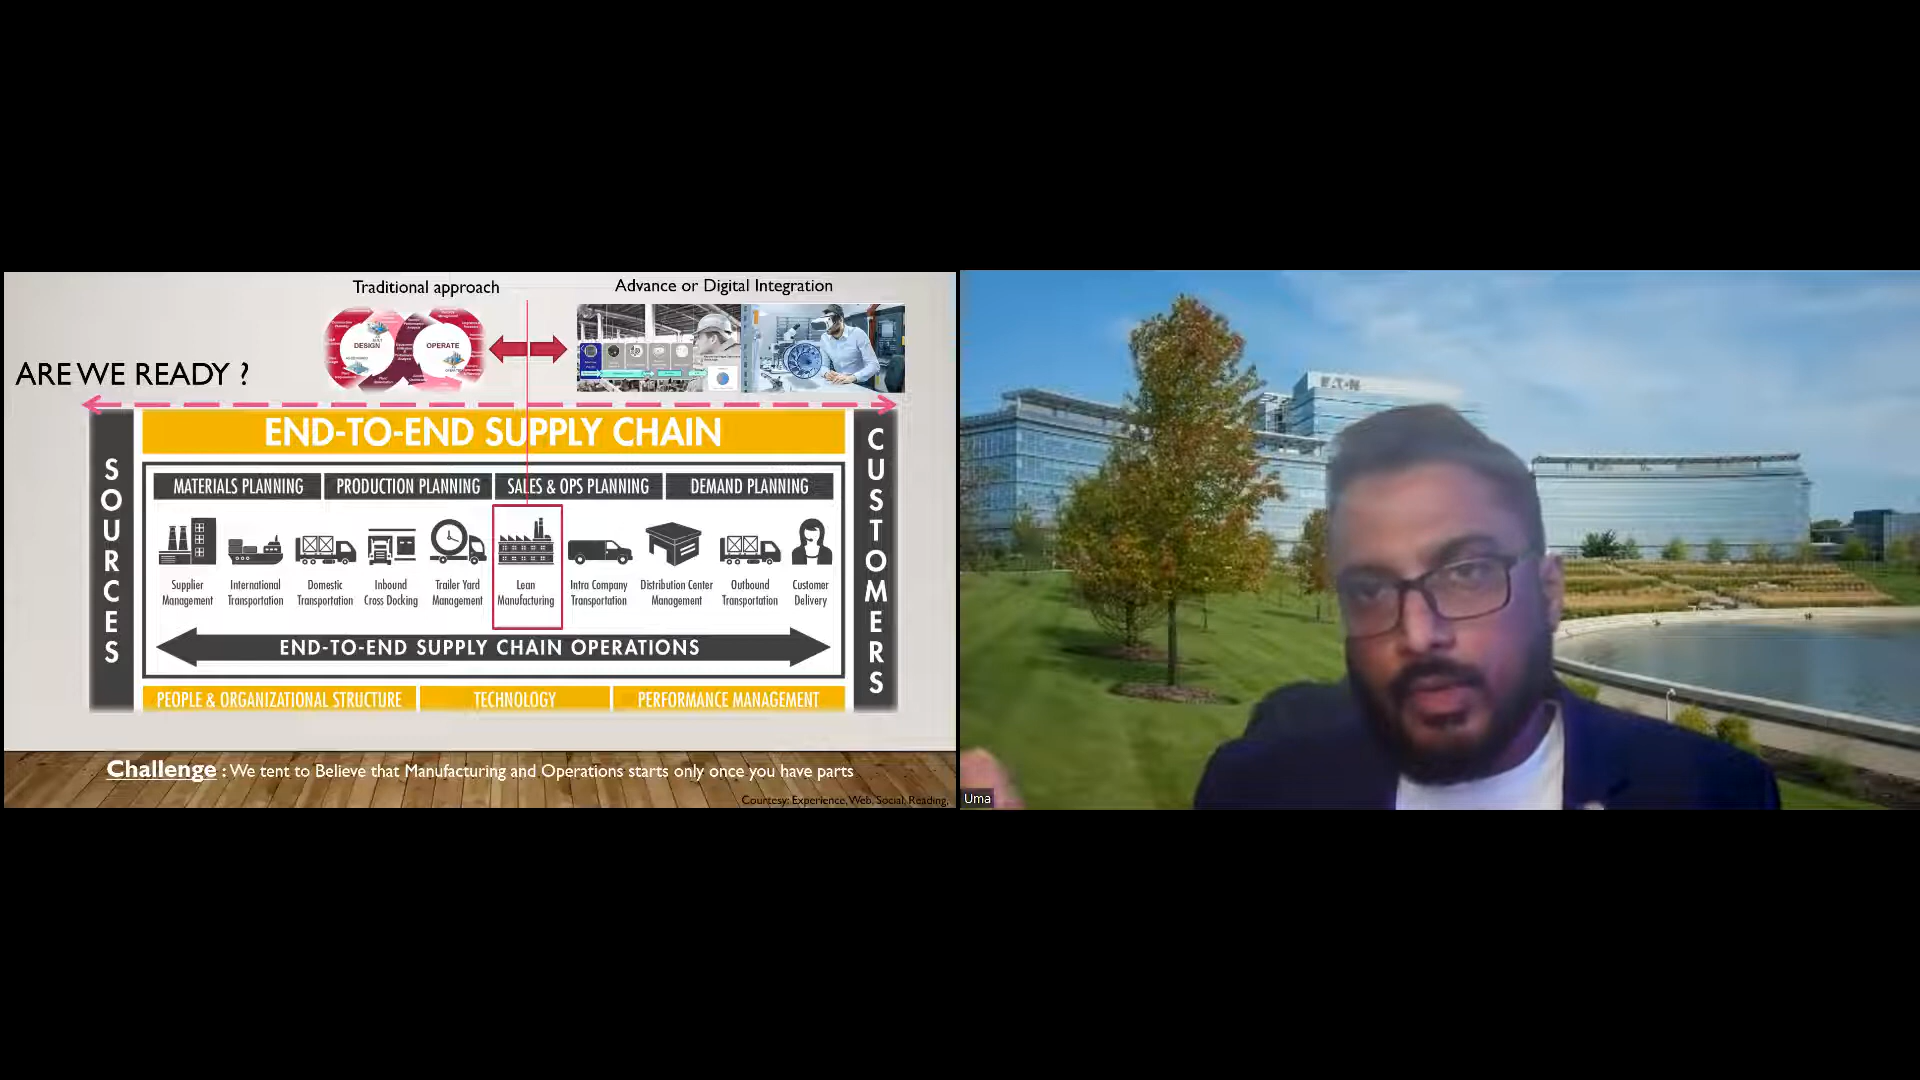 Traditional approach
Advance or Digital Integration
DESIGN
OPERATE
ARE WE READY ?
END-TO-END SUPPLY CHAIN
SOURCES
CUSTOMERS
MATERIALS PLANNING
PRODUCTION PLANNING
SALES & OPS PLANNING
DEMAND PLANNING
Supplier
Management
International
Transportation
Domestic
Transportation
Inbound
Cross Docking
Trailer Yard
Management
Lean
Manufacturing
Intra Company
Transportation
Distribution Center
Management
Outbound
Transportation
Customer
Delivery
END-TO-END SUPPLY CHAIN OPERATIONS
PEOPLE & ORGANIZATIONAL STRUCTURE
TECHNOLOGY
PERFORMANCE MANAGEMENT
Challenge : We tent to Believe that Manufacturing and Operations starts only once you have parts
Courtesy: Experience, Web, Social, Reading,
EATON
Uma